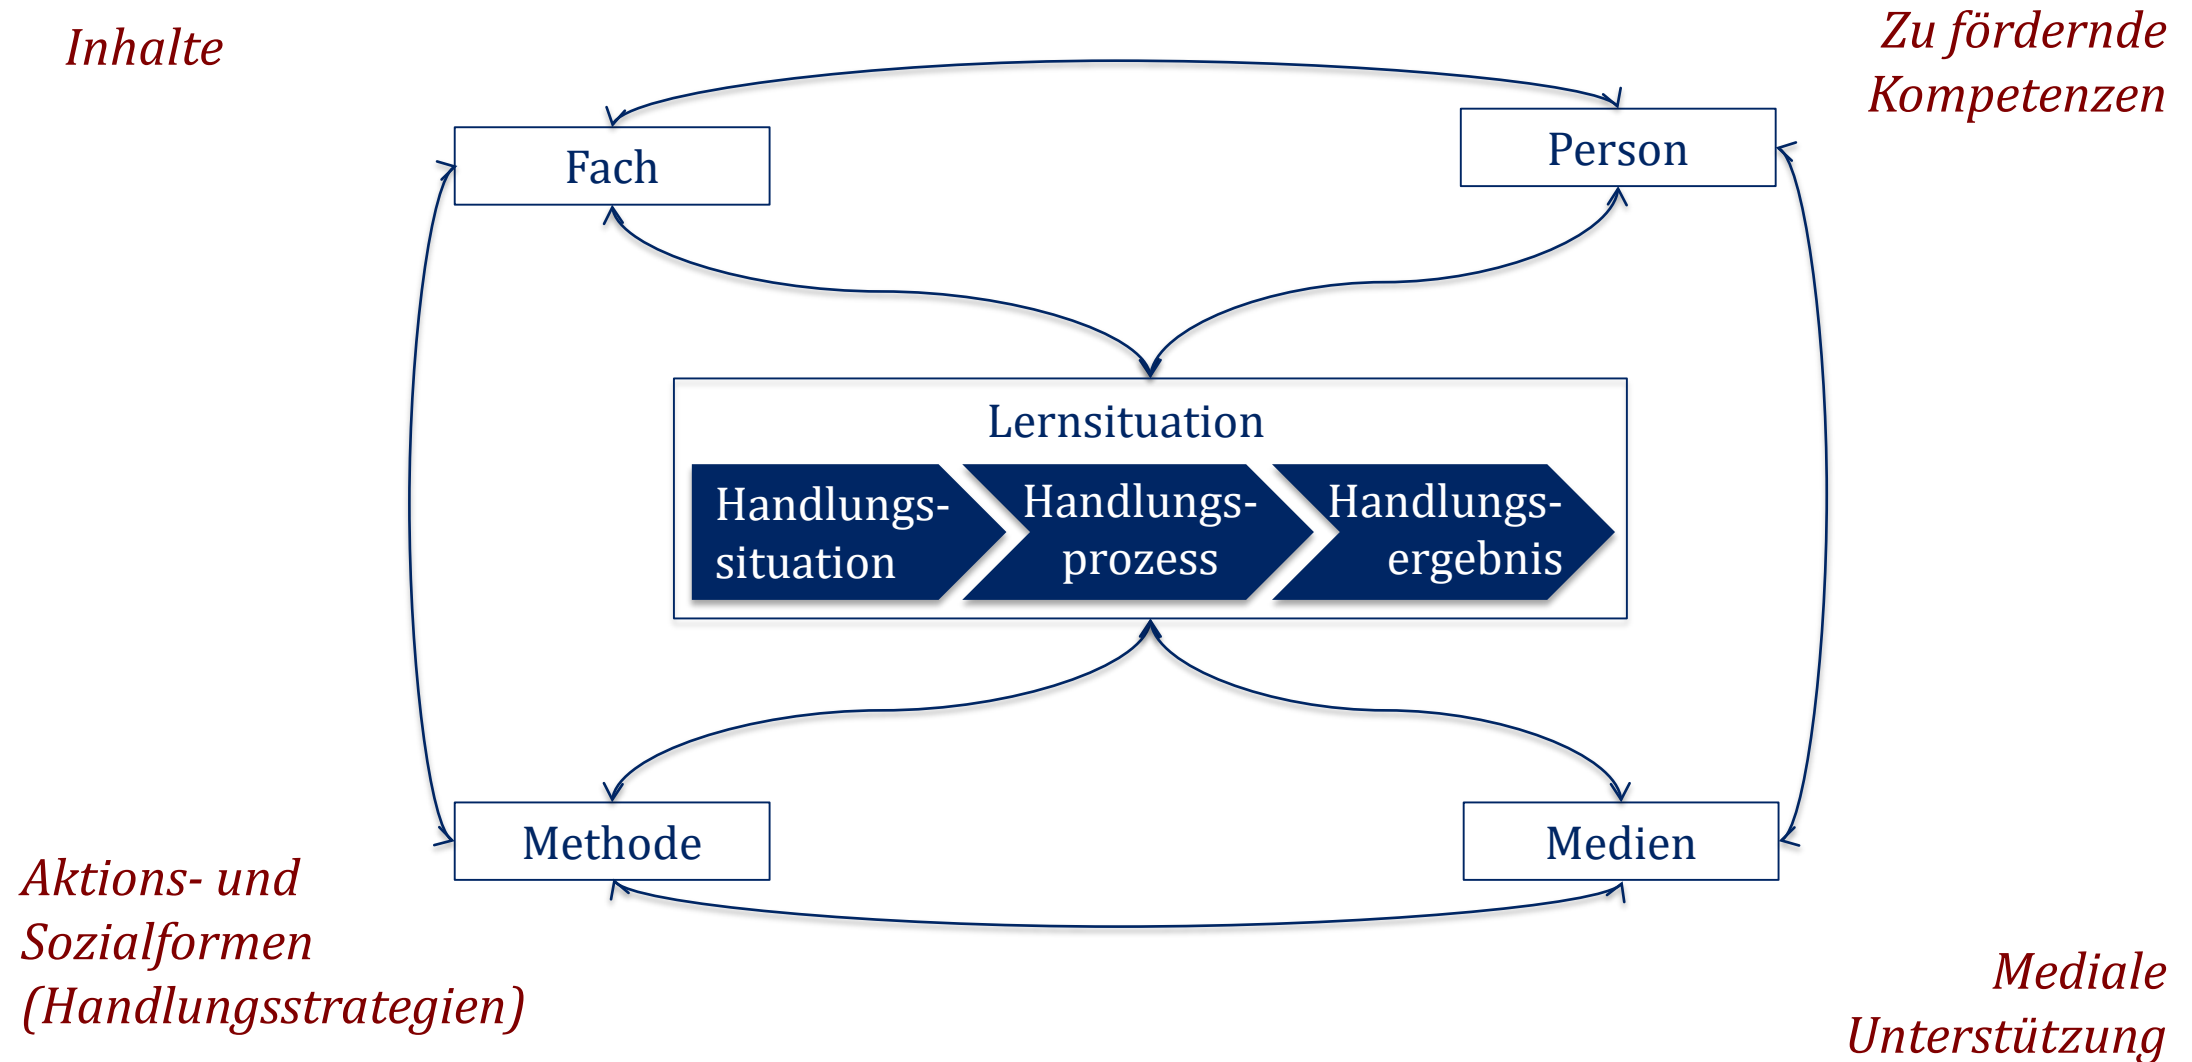 Inhalte
Zu fördernde
Kompetenzen
Fach
Person
Lernsituation
Handlungs-
situation
Handlungs-
prozess
Handlungs-
ergebnis
Methode
Medien
Aktions- und
Sozialformen
(Handlungsstrategien)
Mediale
Unterstützung